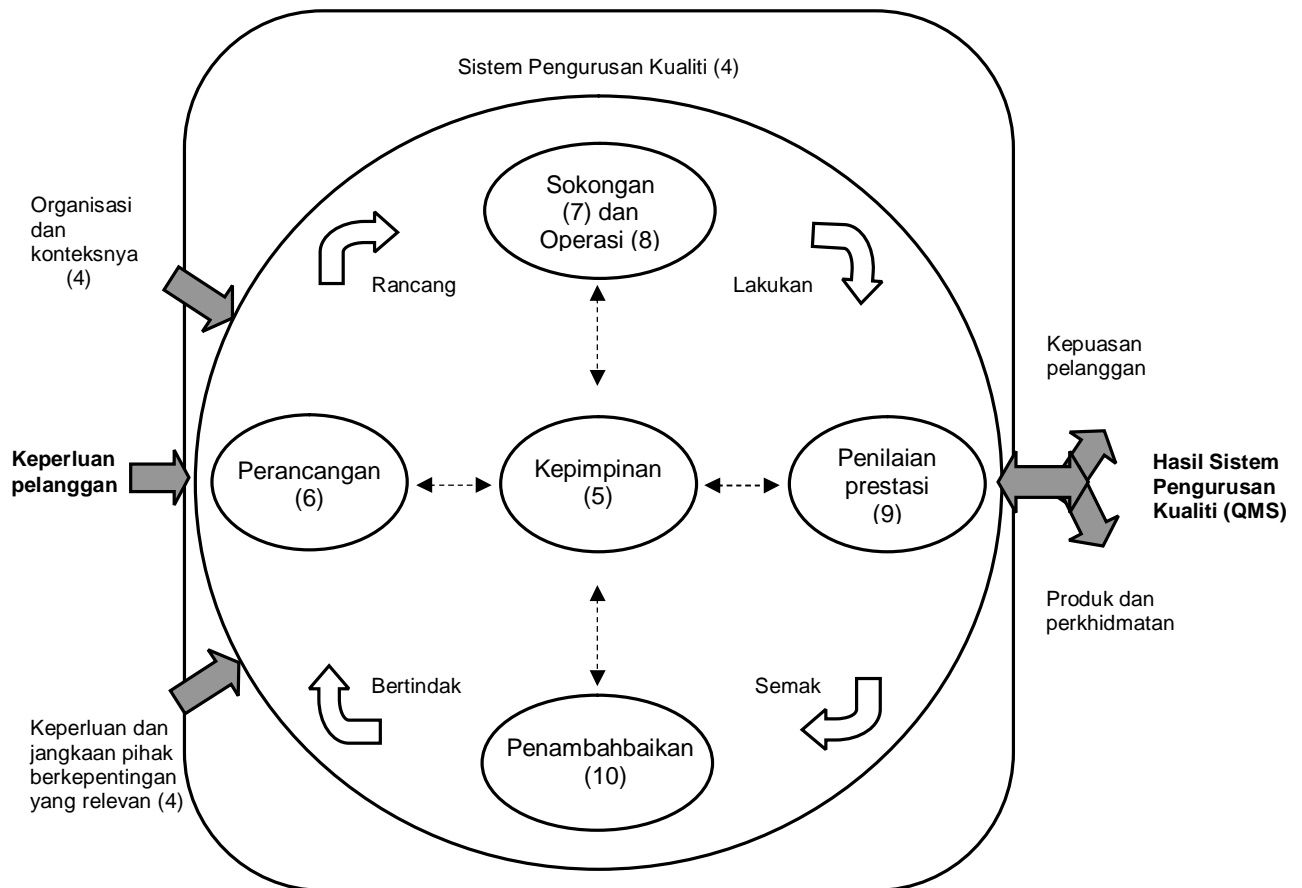 Sistem Pengurusan Kualiti (4)
Sokongan
(7) dan
Operasi (8)
Organisasi
dan
konteksnya
(4)
Rancang
Lakukan
Kepuasan
pelanggan
Keperluan
pelanggan
Perancangan
(6)
Kepimpinan
(5)
Penilaian
prestasi
(9)
Hasil Sistem
Pengurusan
Kualiti (QMS)
Produk dan
perkhidmatan
Bertindak
Semak
Keperluan dan
jangkaan pihak
berkepentingan
yang relevan (4)
Penambahbaikan
(10)